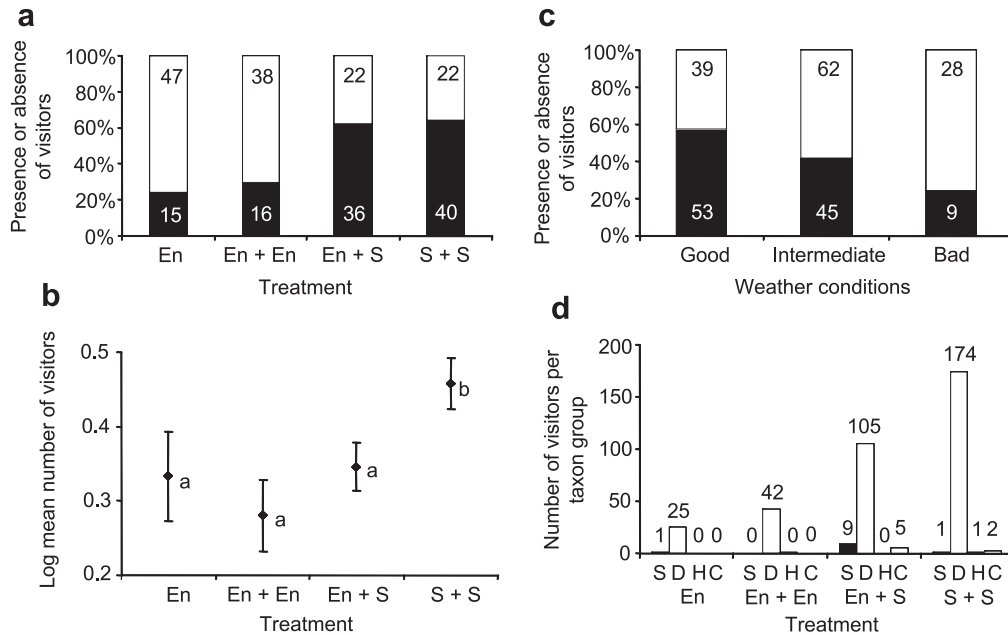 a
100%
80%
60%
40%
20%
0%
Presence or absence
of visitors
47 38 22 22
15 16 36 40
En En + En En + S S + S
Treatment
c
100%
80%
60%
40%
20%
0%
Presence or absence
of visitors
39 62 28
53 45 9
Good Intermediate Bad
Weather conditions
b
0.5
0.4
0.3
0.2
Log mean number of visitors
a a a b
En En + En En + S S + S
Treatment
d
200
150
100
50
0
Number of visitors per
taxon group
1 25 0 0 0 42 0 0 9 105 0 5 1 174 1 2
S D H C S D H C S D H C S D H C
En En + En En + S S + S
Treatment